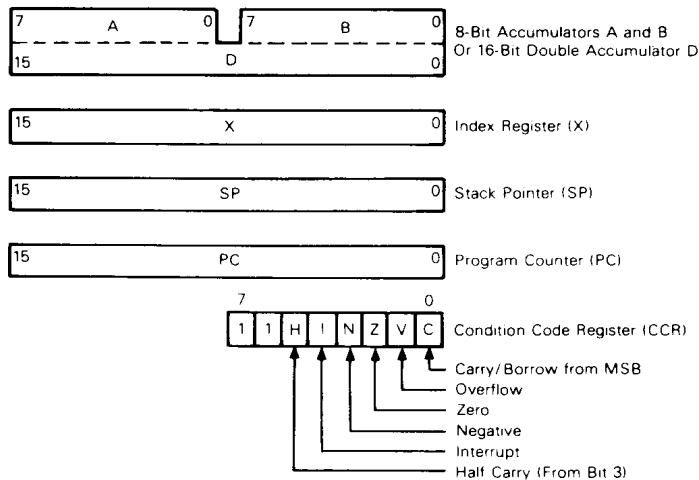 7 A 0 7 B 0 8-Bit Accumulators A and B
15 D 0 Or 16-Bit Double Accumulator D
15 X 0 Index Register (X)
15 SP 0 Stack Pointer (SP)
15 PC 0 Program Counter (PC)
7 0
1 1 H I N Z V C Condition Code Register (CCR)
Carry/Borrow from MSB
Overflow
Zero
Negative
Interrupt
Half Carry (From Bit 3)